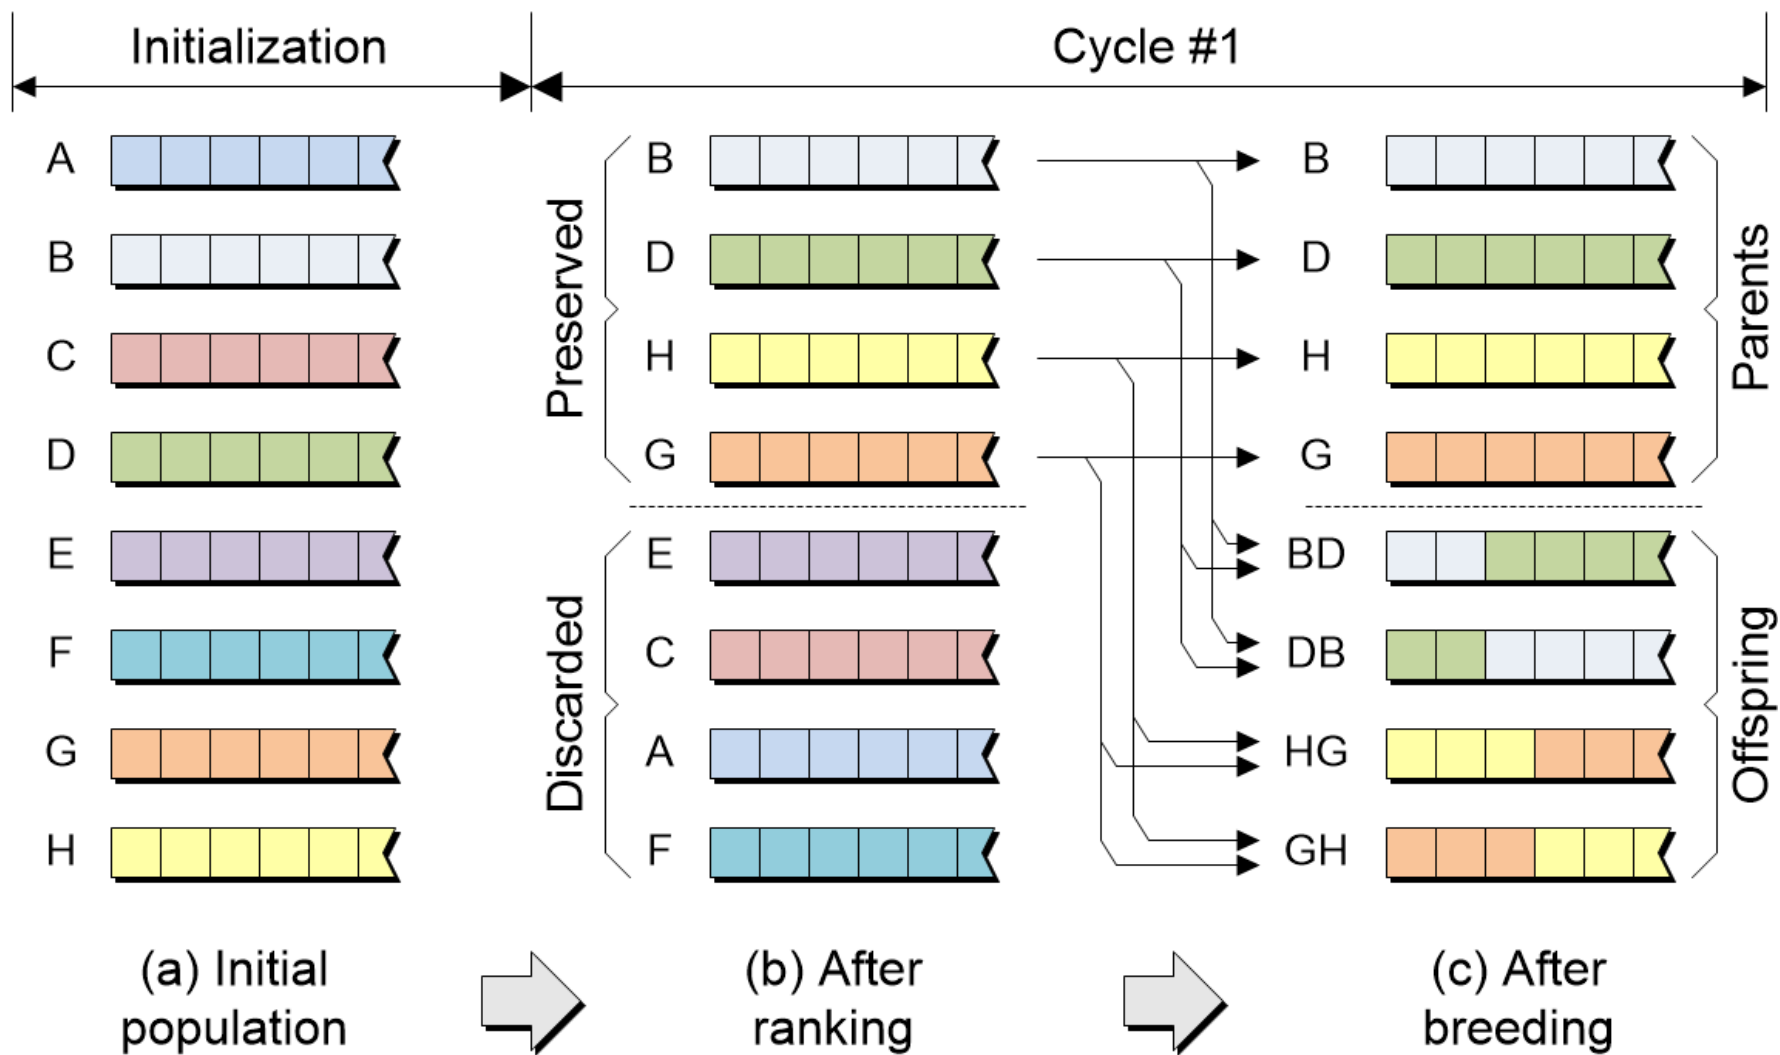 Initialization
Cycle #1
A
B
C
D
E
F
G
H
Preserved
Discarded
B
D
H
G
E
C
A
F
B
D
H
G
BD
DB
HG
GH
Parents
Offspring
(a) Initial
population
(b) After
ranking
(c) After
breeding